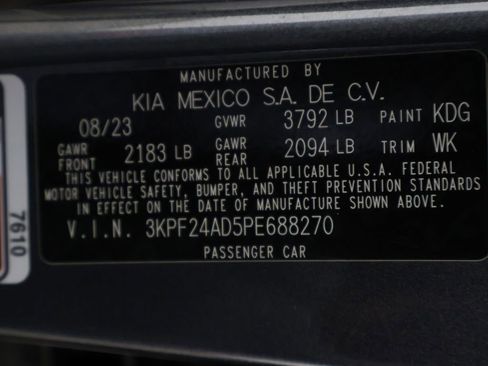 MANUFACTURED BY
KIA MEXICO S.A. DE C.V.
08/23 GVWR 3792 LB PAINT KDG
GAWR FRONT 2183 LB GAWR REAR 2094 LB TRIM WK
THIS VEHICLE CONFORMS TO ALL APPLICABLE U.S.A. FEDERAL
MOTOR VEHICLE SAFETY, BUMPER, AND THEFT PREVENTION STANDARDS
IN EFFECT ON THE DATE OF MANUFACTURE SHOWN ABOVE.
V.I.N. 3KPF24AD5PE688270
PASSENGER CAR
7610